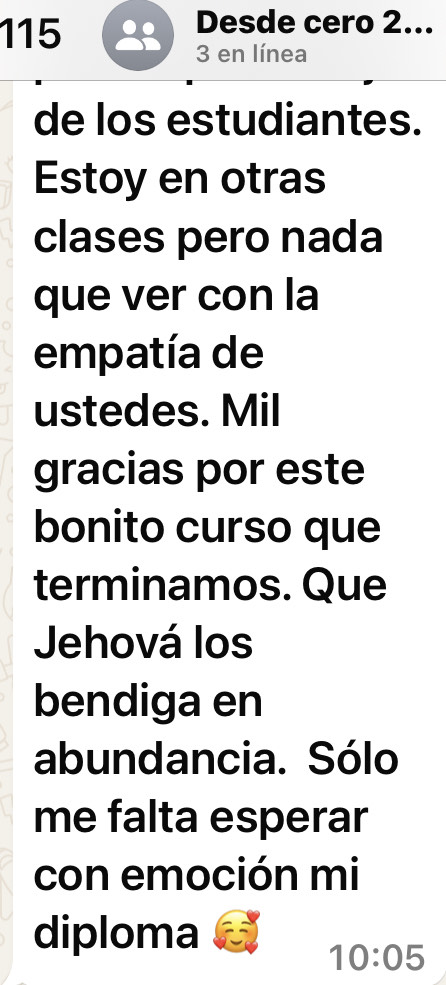 115
Desde cero 2...
3 en línea
de los estudiantes.
Estoy en otras
clases pero nada
que ver con la
empatía de
ustedes. Mil
gracias por este
bonito curso que
terminamos. Que
Jehová los
bendiga en
abundancia.  Sólo
me falta esperar
con emoción mi
diploma 🥰
10:05